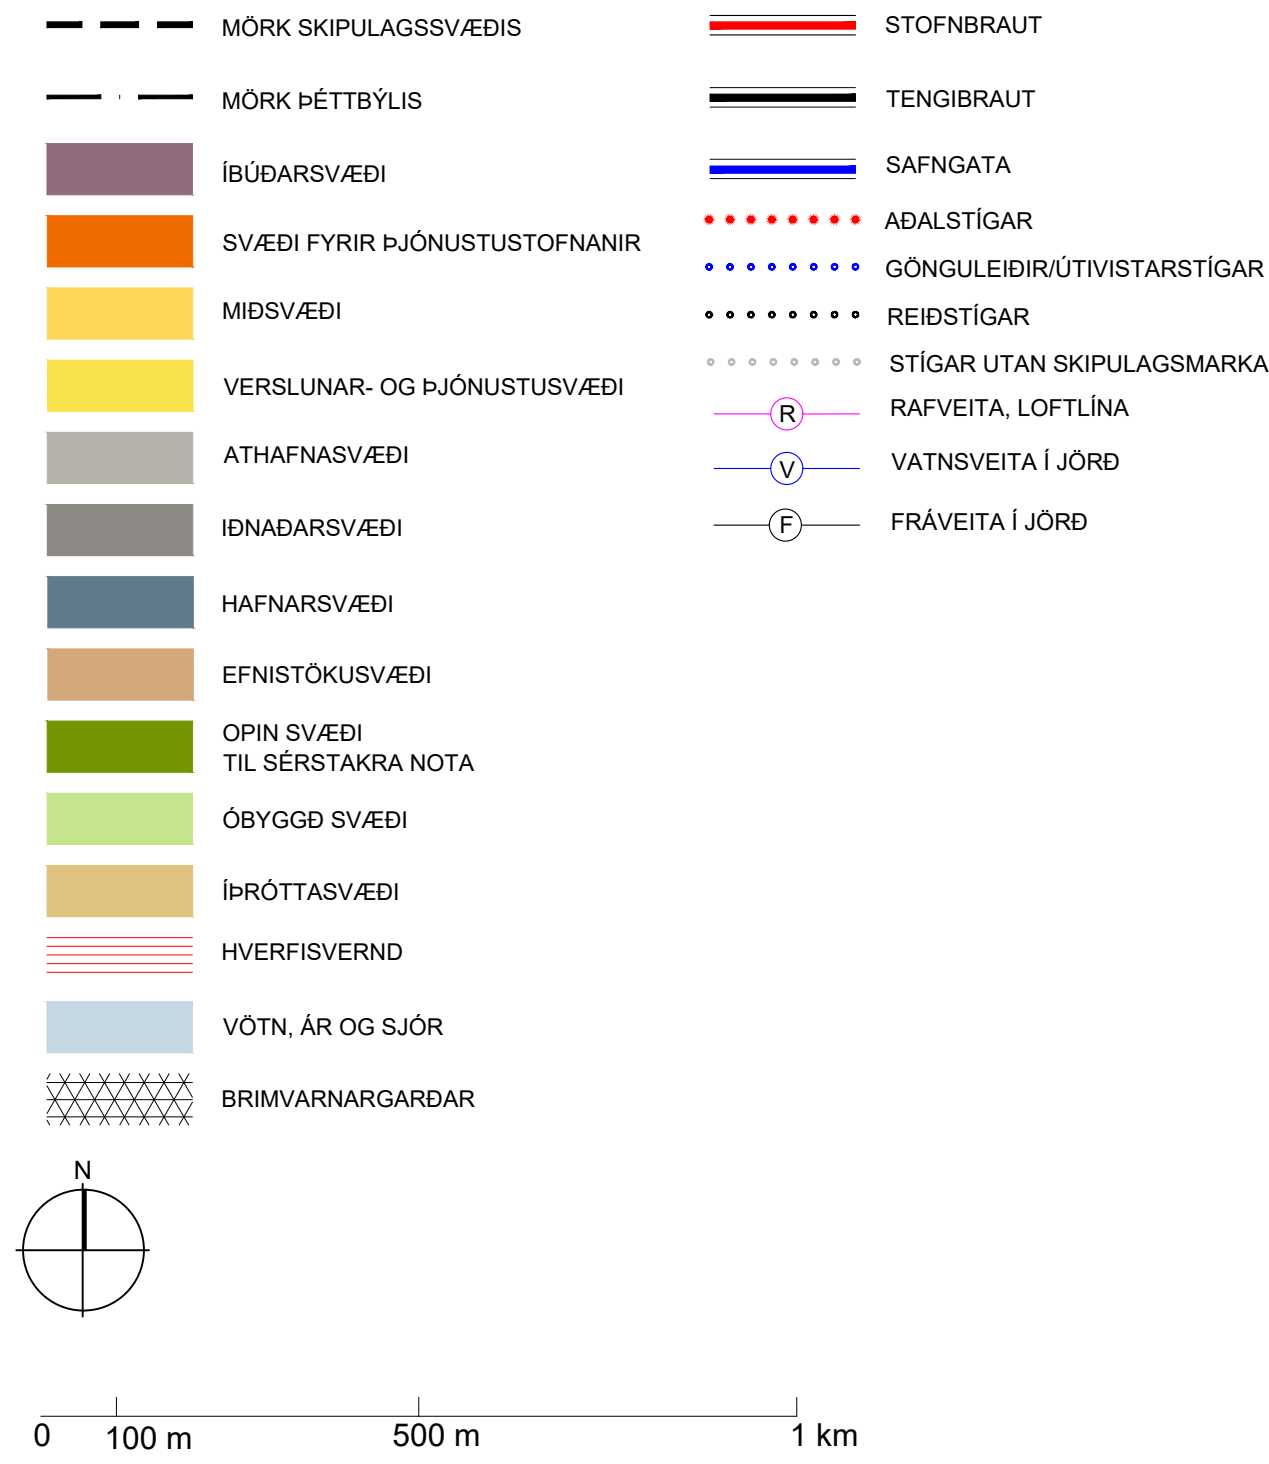 MÖRK SKIPULAGSSVÆÐIS
MÖRK ÞÉTTBÝLIS
ÍBÚÐARSVÆÐI
SVÆÐI FYRIR ÞJÓNUSTUSTOFNANIR
MIÐSVÆÐI
VERSLUNAR- OG ÞJÓNUSTUSVÆÐI
ATHAFNASVÆÐI
IÐNAÐARSVÆÐI
HAFNARSVÆÐI
EFNISTÖKUSVÆÐI
OPIN SVÆÐI
TIL SÉRSTAKRA NOTA
ÓBYGGÐ SVÆÐI
ÍÞRÓTTASVÆÐI
HVERFISVERND
VÖTN, ÁR OG SJÓR
BRIMVARNARGARÐAR
STOFNBRAUT
TENGIBRAUT
SAFNGATA
AÐALSTÍGAR
GÖNGULEIÐIR/ÚTIVISTARSTÍGAR
REIÐSTÍGAR
STÍGAR UTAN SKIPULAGSMARKA
R RAFVEITA, LOFTLÍNA
V VATNSVEITA Í JÖRÐ
F FRÁVEITA Í JÖRÐ
N
0 100 m 500 m 1 km